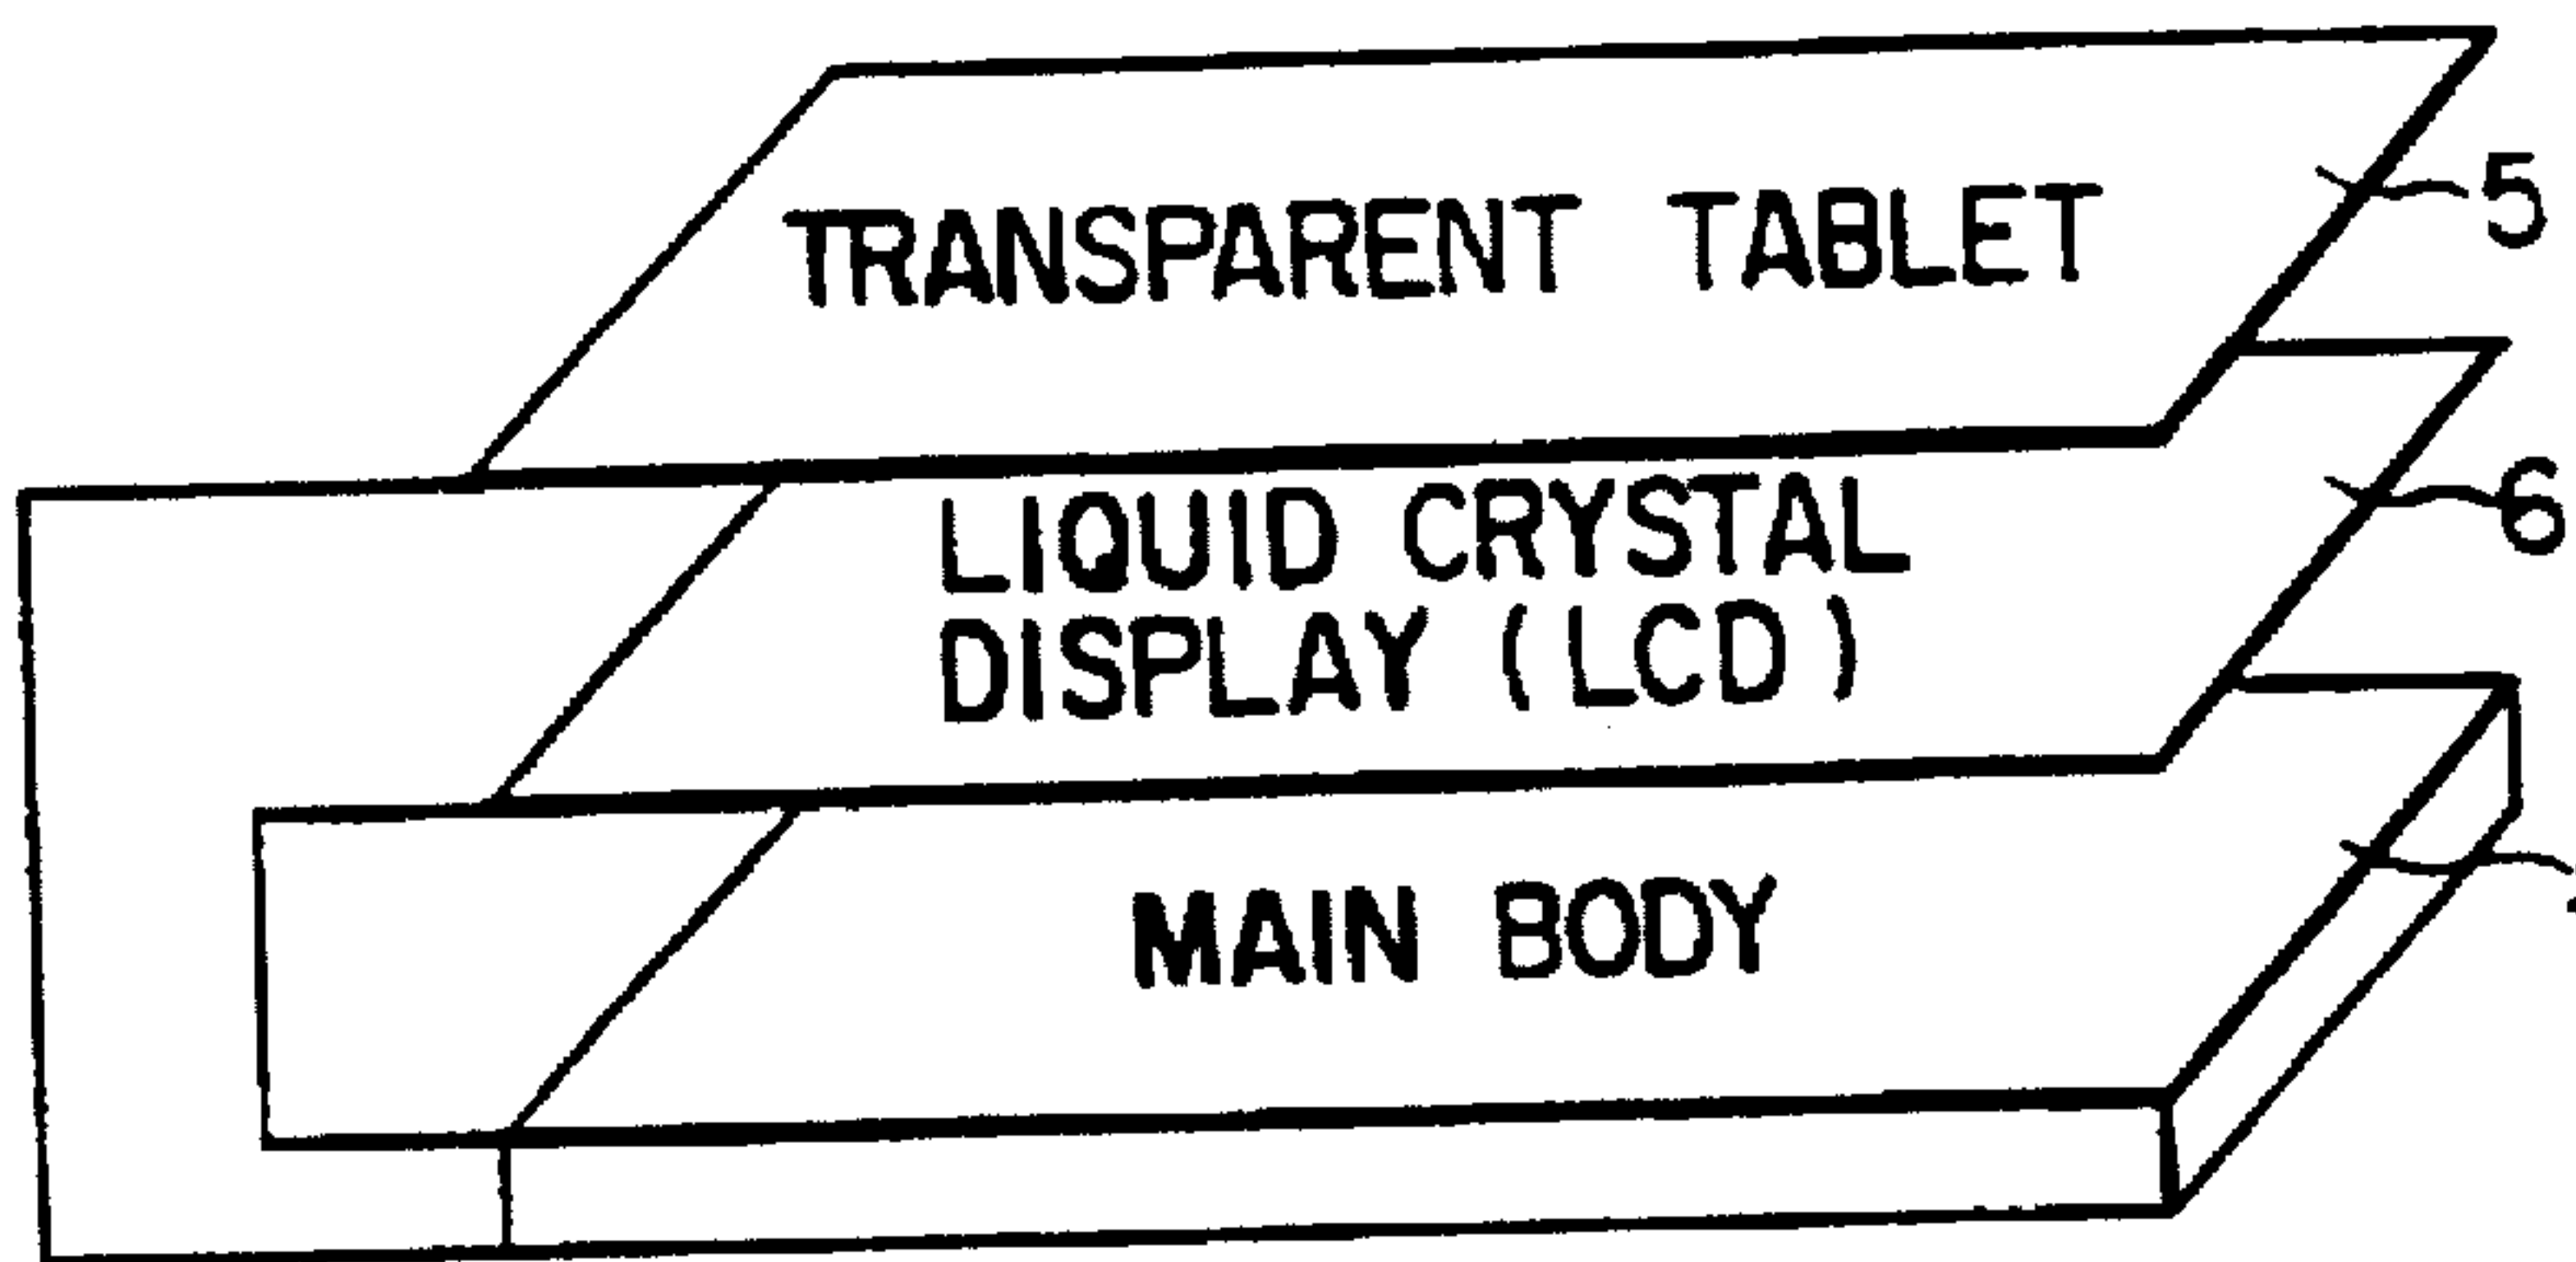 TRANSPARENT TABLET
5
LIQUID CRYSTAL
DISPLAY (LCD)
6
MAIN BODY